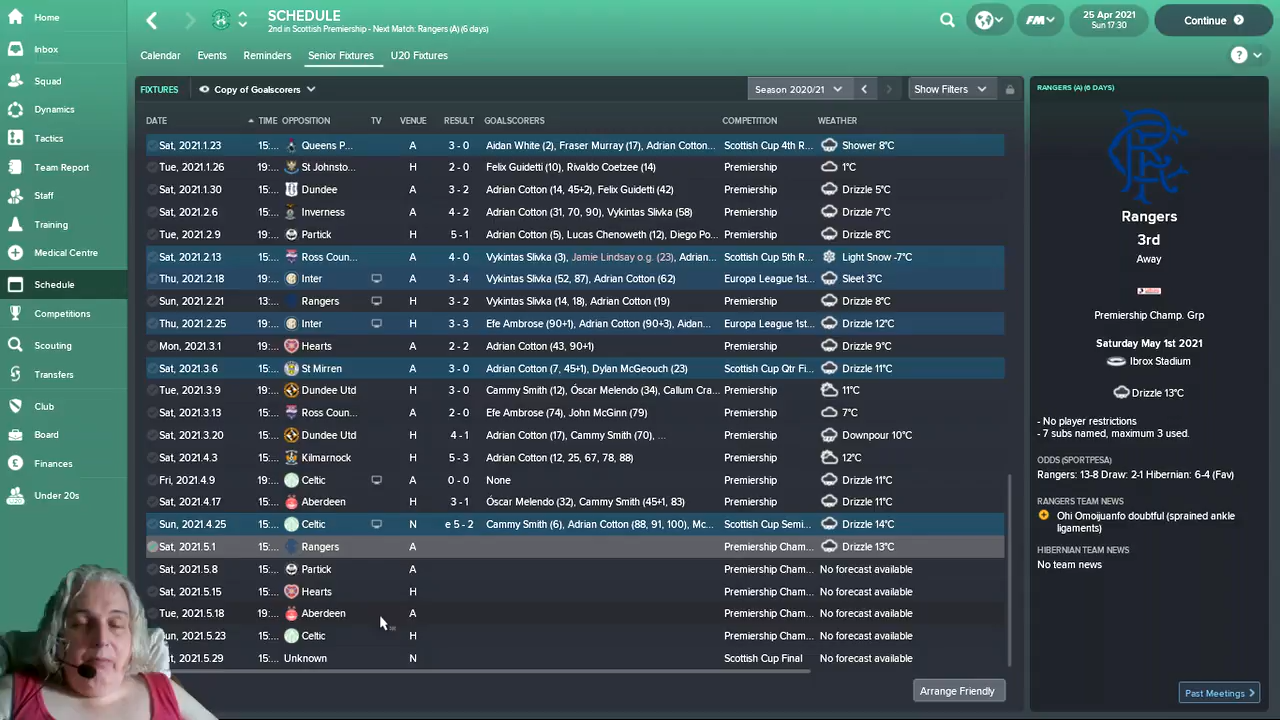 Home
SCHEDULE
2nd in Scottish Premiership - Next Match: Rangers (A) (6 days)
FM
25 Apr 2021
Sun 17:30
Continue
Inbox
Squad
Dynamics
Tactics
Team Report
Staff
Training
Medical Centre
Schedule
Competitions
Scouting
Transfers
Club
Board
Finances
Under 20s
Calendar Events Reminders Senior Fixtures U20 Fixtures
?
FIXTURES Copy of Goalscorers Season 2020/21 Show Filters
DATE TIME OPPOSITION TV VENUE RESULT GOALSCORERS COMPETITION WEATHER
Sat, 2021.1.23 15:... Queens P... A 3 - 0 Aidan White (2), Fraser Murray (17), Adrian Cotton... Scottish Cup 4th R... Shower 8°C
Tue, 2021.1.26 19:... St Johnsto... H 2 - 0 Felix Guidetti (10), Rivaldo Coetzee (14) Premiership 1°C
Sat, 2021.1.30 15:... Dundee A 3 - 2 Adrian Cotton (14, 45+2), Felix Guidetti (42) Premiership Drizzle 5°C
Sat, 2021.2.6 15:... Inverness A 4 - 2 Adrian Cotton (31, 70, 90), Vykintas Slivka (58) Premiership Drizzle 7°C
Tue, 2021.2.9 19:... Partick H 5 - 1 Adrian Cotton (5), Lucas Chenoweth (12), Diego Po... Premiership Drizzle 8°C
Sat, 2021.2.13 15:... Ross Coun... A 4 - 0 Vykintas Slivka (3), Jamie Lindsay o.g. (23), Adrian... Scottish Cup 5th R... Light Snow -7°C
Thu, 2021.2.18 19:... Inter A 3 - 4 Vykintas Slivka (52, 87), Adrian Cotton (62) Europa League 1st... Sleet 3°C
Sun, 2021.2.21 13:... Rangers H 3 - 2 Vykintas Slivka (14, 18), Adrian Cotton (19) Premiership Drizzle 8°C
Thu, 2021.2.25 19:... Inter H 3 - 3 Efe Ambrose (90+1), Adrian Cotton (90+3), Aidan... Europa League 1st... Drizzle 12°C
Mon, 2021.3.1 19:... Hearts A 2 - 2 Adrian Cotton (43, 90+1) Premiership Drizzle 9°C
Sat, 2021.3.6 15:... St Mirren A 3 - 0 Adrian Cotton (7, 45+1), Dylan McGeouch (23) Scottish Cup Qtr Fi... Drizzle 11°C
Tue, 2021.3.9 19:... Dundee Utd H 3 - 0 Cammy Smith (12), Óscar Melendo (34), Callum Cra... Premiership 11°C
Sat, 2021.3.13 15:... Ross Coun... A 2 - 0 Efe Ambrose (74), John McGinn (79) Premiership 7°C
Sat, 2021.3.20 15:... Dundee Utd H 4 - 1 Adrian Cotton (17), Cammy Smith (70), ... Premiership Downpour 10°C
Sat, 2021.4.3 15:... Kilmarnock H 5 - 3 Adrian Cotton (12, 25, 67, 78, 88) Premiership 12°C
Fri, 2021.4.9 19:... Celtic A 0 - 0 None Premiership Drizzle 11°C
Sat, 2021.4.17 15:... Aberdeen H 3 - 1 Óscar Melendo (32), Cammy Smith (45+1, 83) Premiership Drizzle 11°C
Sun, 2021.4.25 15:... Celtic N e 5 - 2 Cammy Smith (6), Adrian Cotton (88, 91, 100), Mc... Scottish Cup Semi... Drizzle 14°C
Sat, 2021.5.1 15:... Rangers A Premiership Cham... Drizzle 13°C
Sat, 2021.5.8 15:... Partick A Premiership Cham... No forecast available
Sat, 2021.5.15 15:... Hearts H Premiership Cham... No forecast available
Tue, 2021.5.18 19:... Aberdeen A Premiership Cham... No forecast available
Sun, 2021.5.23 15:... Celtic H Premiership Cham... No forecast available
Sat, 2021.5.29 15:... Unknown N Scottish Cup Final No forecast available
Arrange Friendly
RANGERS (A) (6 DAYS)
Rangers
3rd
Away
Premiership Champ. Grp
Saturday May 1st 2021
Ibrox Stadium
Drizzle 13°C
- No player restrictions
- 7 subs named, maximum 3 used.
ODDS (SPORTPESA)
Rangers: 13-8 Draw: 2-1 Hibernian: 6-4 (Fav)
RANGERS TEAM NEWS
Ohi Omoijuanfo doubtful (sprained ankle
ligaments)
HIBERNIAN TEAM NEWS
No team news
Past Meetings